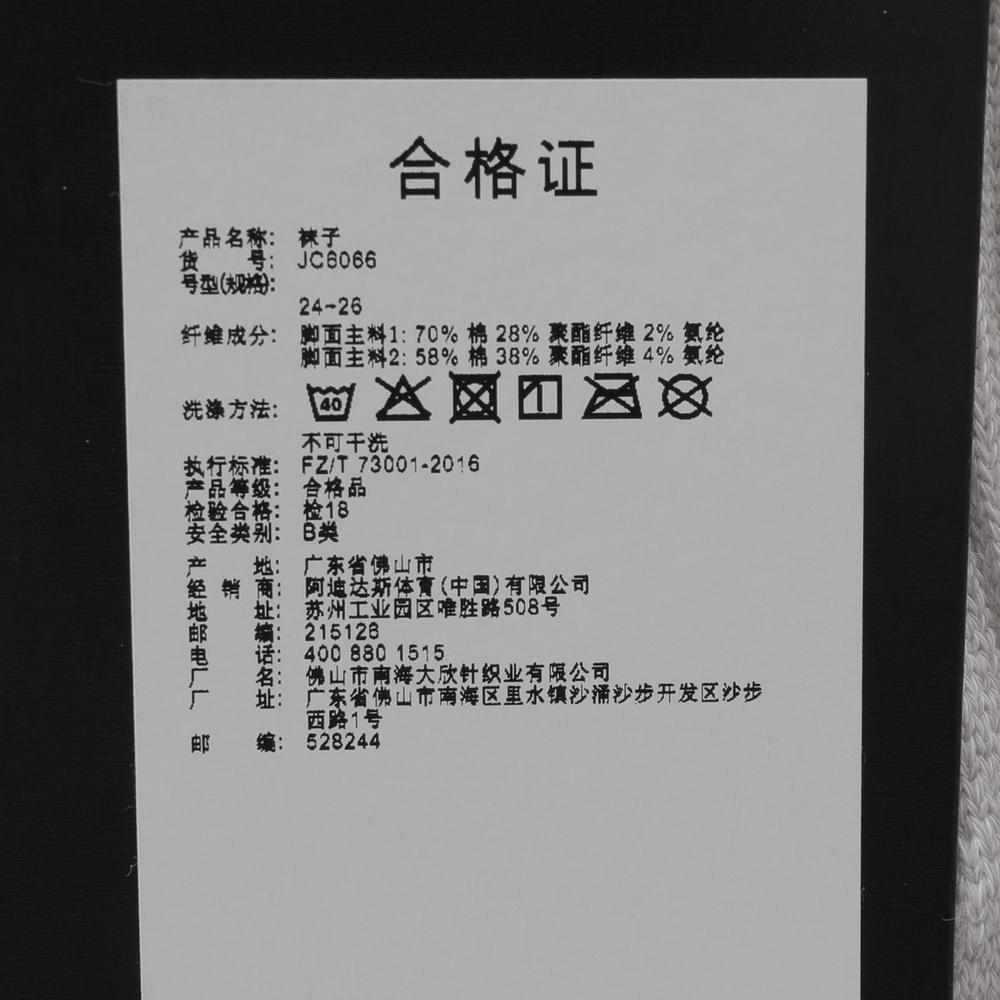 合格证
产品名称: 袜子
货号: JC6066
号型(规格):
24-26
纤维成分: 脚面主料1: 70% 棉 28% 聚酯纤维 2% 氨纶
脚面主料2: 58% 棉 38% 聚酯纤维 4% 氨纶
洗涤方法: 40
不可干洗
执行标准: FZ/T 73001-2016
产品等级: 合格品
检验合格: 检18
安全类别: B类
产地: 广东省佛山市
经销商: 阿迪达斯体育(中国)有限公司
地址: 苏州工业园区唯胜路508号
邮编: 215126
电话: 400 880 1515
厂名: 佛山市南海大欣针织业有限公司
厂址: 广东省佛山市南海区里水镇沙涌沙步开发区沙步
西路1号
邮编: 528244